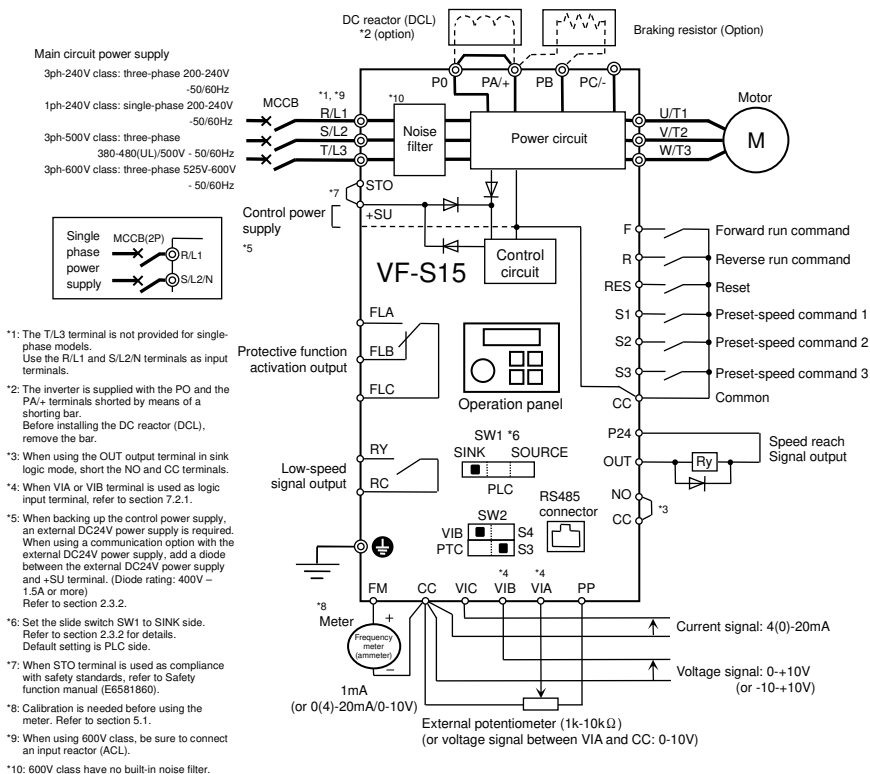 DC reactor (DCL)
*2 (option)
Braking resistor (Option)
Main circuit power supply
3ph-240V class: three-phase 200-240V
-50/60Hz
1ph-240V class: single-phase 200-240V
-50/60Hz
3ph-500V class: three-phase
380-480(UL)/500V - 50/60Hz
3ph-600V class: three-phase 525V-600V
- 50/60Hz
MCCB
*1, *9
R/L1
S/L2
T/L3
*10
Noise
filter
P0
PA/+
PB
PC/-
Power circuit
U/T1
V/T2
W/T3
Motor
M
*7
STO
+SU
Control power
supply
*5
Control
circuit
VF-S15
Single
phase
power
supply
MCCB(2P)
R/L1
S/L2/N
F
Forward run command
R
Reverse run command
RES
Reset
S1
Preset-speed command 1
S2
Preset-speed command 2
S3
Preset-speed command 3
CC
Common
FLA
FLB
FLC
Protective function
activation output
Operation panel
P24
OUT
Ry
Speed reach
Signal output
NO
CC
*3
RY
RC
Low-speed
signal output
SW1 *6
SINK
SOURCE
PLC
SW2
VIB
S4
PTC
S3
RS485
connector
FM
CC
VIC
*4
VIB
*4
VIA
PP
*8
Meter
+
Frequency
meter
(ammeter)
−
1mA
(or 0(4)-20mA/0-10V)
Current signal: 4(0)-20mA
Voltage signal: 0-+10V
(or -10-+10V)
External potentiometer (1k-10kΩ)
(or voltage signal between VIA and CC: 0-10V)
*1: The T/L3 terminal is not provided for single-
phase models.
Use the R/L1 and S/L2/N terminals as input
terminals.
*2: The inverter is supplied with the PO and the
PA/+ terminals shorted by means of a
shorting bar.
Before installing the DC reactor (DCL),
remove the bar.
*3: When using the OUT output terminal in sink
logic mode, short the NO and CC terminals.
*4: When VIA or VIB terminal is used as logic
input terminal, refer to section 7.2.1.
*5: When backing up the control power supply,
an external DC24V power supply is required.
When using a communication option with the
external DC24V power supply, add a diode
between the external DC24V power supply
and +SU terminal. (Diode rating: 400V –
1.5A or more)
Refer to section 2.3.2.
*6: Set the slide switch SW1 to SINK side.
Refer to section 2.3.2 for details.
Default setting is PLC side.
*7: When STO terminal is used as compliance
with safety standards, refer to Safety
function manual (E6581860).
*8: Calibration is needed before using the
meter. Refer to section 5.1.
*9: When using 600V class, be sure to connect
an input reactor (ACL).
*10: 600V class have no built-in noise filter.